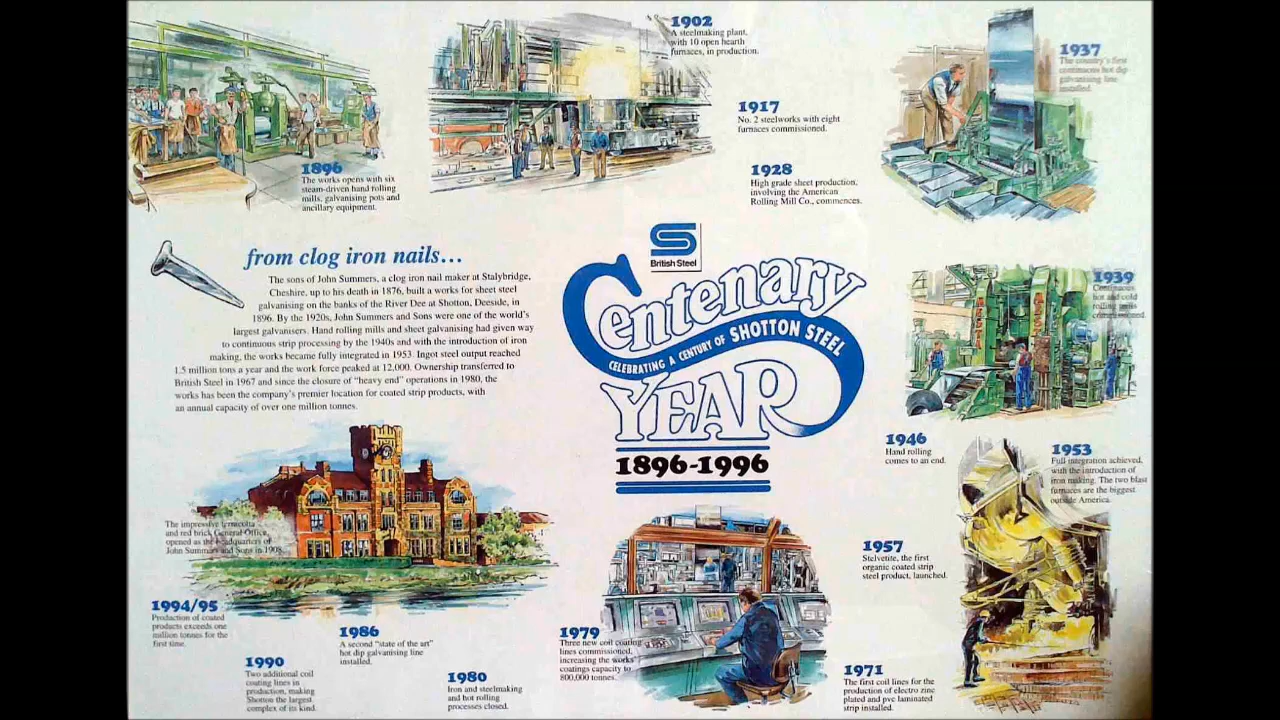 1902
A steelmaking plant,
with 10 open hearth
furnaces, in production.
1937
The country's first
continuous hot dip
galvanising line
installed.
1917
No. 2 steelworks with eight
furnaces commissioned.
1896
The works opens with six
steam-driven hand rolling
mills, galvanising pots and
ancillary equipment.
1928
High grade sheet production,
involving the American
Rolling Mill Co., commences.
from clog iron nails...
The sons of John Summers, a clog iron nail maker at Stalybridge,
Cheshire, up to his death in 1876, built a works for sheet steel
galvanising on the banks of the River Dee at Shotton, Deeside, in
1896. By the 1920s, John Summers and Sons were one of the world's
largest galvanisers. Hand rolling mills and sheet galvanising had given way
to continuous strip processing by the 1940s and with the introduction of iron
making, the works became fully integrated in 1953. Ingot steel output reached
1.5 million tons a year and the work force peaked at 12,000. Ownership transferred to
British Steel in 1967 and since the closure of "heavy end" operations in 1980, the
works has been the company's premier location for coated strip products, with
an annual capacity of over one million tonnes.
British Steel
Centenary
CELEBRATING A CENTURY OF SHOTTON STEEL
YEAR
1896-1996
1939
Continuous
hot and cold
rolling mills
commissioned.
1946
Hand rolling
comes to an end.
1953
Full integration achieved,
with the introduction of
iron making. The two blast
furnaces are the biggest
outside America.
The impressive terracotta
and red brick General Office,
opened as the headquarters of
John Summers and Sons in 1908.
1957
Stelvetite, the first
organic coated strip
steel product, launched.
1994/95
Production of coated
products exceeds one
million tonnes for the
first time.
1986
A second "state of the art"
hot dip galvanising line
installed.
1979
Three new coil coating
lines commissioned,
increasing the works'
coatings capacity to
800,000 tonnes.
1990
Two additional coil
coating lines in
production, making
Shotton the largest
complex of its kind.
1980
Iron and steelmaking
and hot rolling
processes closed.
1971
The first coil lines for the
production of electro zinc
plated and pvc laminated
strip installed.